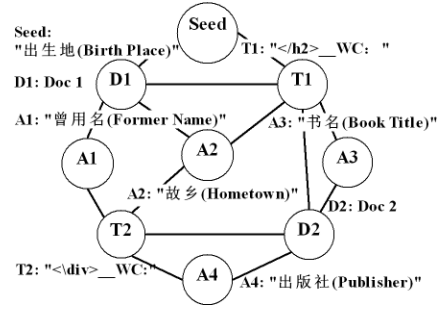 Seed:
Seed
"出生地(Birth Place)"
T1: "</h2>__WC: "
D1: Doc 1
D1
T1
A1: "曾用名(Former Name)"
A3: "书名(Book Title)"
A1
A2
A3
A2: "故乡(Hometown)"
D2: Doc 2
T2
D2
T2: "<\div>__WC:"
A4
A4: "出版社(Publisher)"